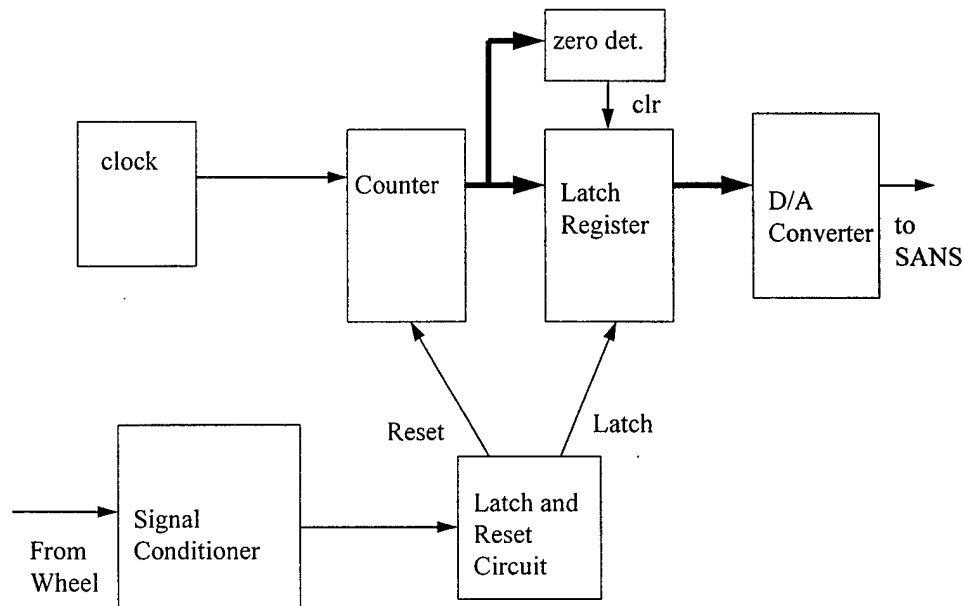 zero det.
clr
clock
Counter
Latch
Register
D/A
Converter
to
SANS
Reset
Latch
Signal
Conditioner
Latch and
Reset
Circuit
From
Wheel